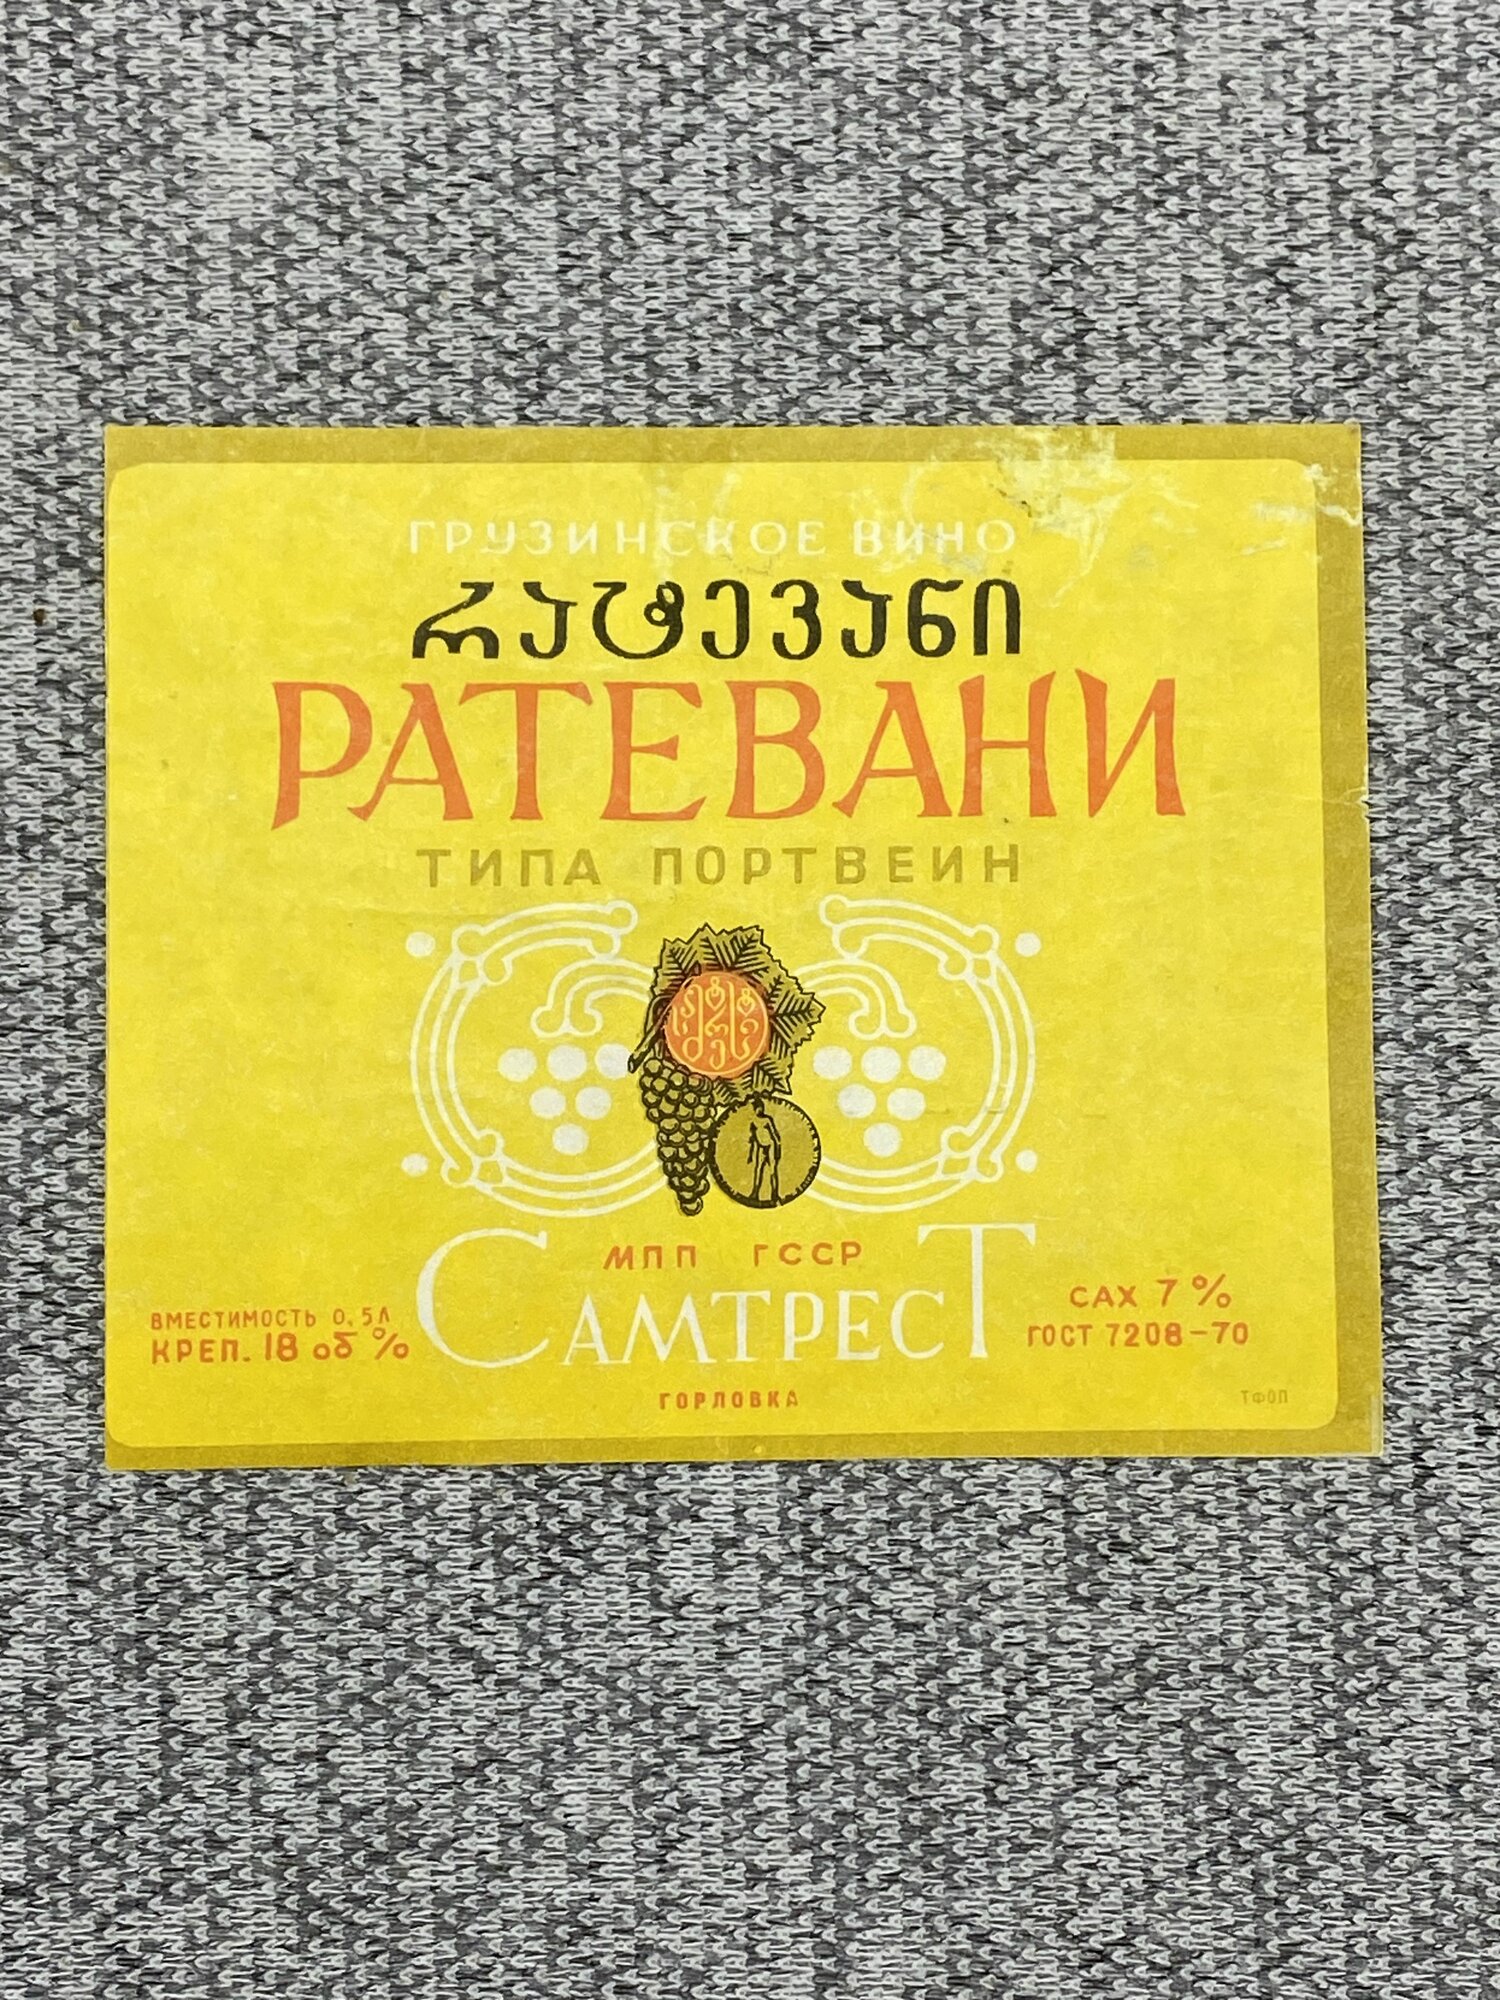 ГРУЗИНСКОЕ ВИНО
რატევანი
РАТЕВАНИ
ТИПА ПОРТВЕИН
МПП ГССР
САМТРЕСТ
ВМЕСТИМОСТЬ 0,5Л
КРЕП. 18 об %
САХ 7 %
ГОСТ 7208-70
ГОРЛОВКА
ТФОП